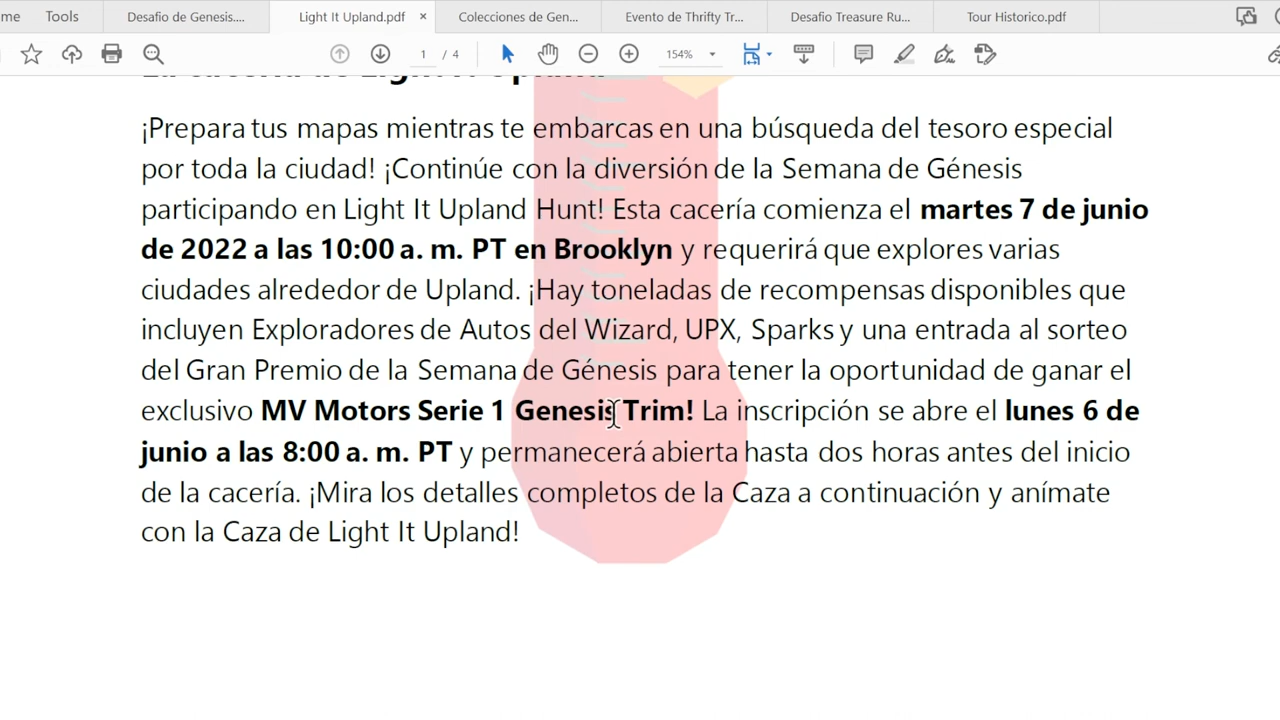 me Tools Desafio de Genesis.... Light It Upland.pdf × Colecciones de Gen... Evento de Thrifty Tr... Desafio Treasure Ru... Tour Historico.pdf
1 / 4 154%
¡Prepara tus mapas mientras te embarcas en una búsqueda del tesoro especial
por toda la ciudad! ¡Continúe con la diversión de la Semana de Génesis
participando en Light It Upland Hunt! Esta cacería comienza el martes 7 de junio
de 2022 a las 10:00 a. m. PT en Brooklyn y requerirá que explores varias
ciudades alrededor de Upland. ¡Hay toneladas de recompensas disponibles que
incluyen Exploradores de Autos del Wizard, UPX, Sparks y una entrada al sorteo
del Gran Premio de la Semana de Génesis para tener la oportunidad de ganar el
exclusivo MV Motors Serie 1 Genesis Trim! La inscripción se abre el lunes 6 de
junio a las 8:00 a. m. PT y permanecerá abierta hasta dos horas antes del inicio
de la cacería. ¡Mira los detalles completos de la Caza a continuación y anímate
con la Caza de Light It Upland!